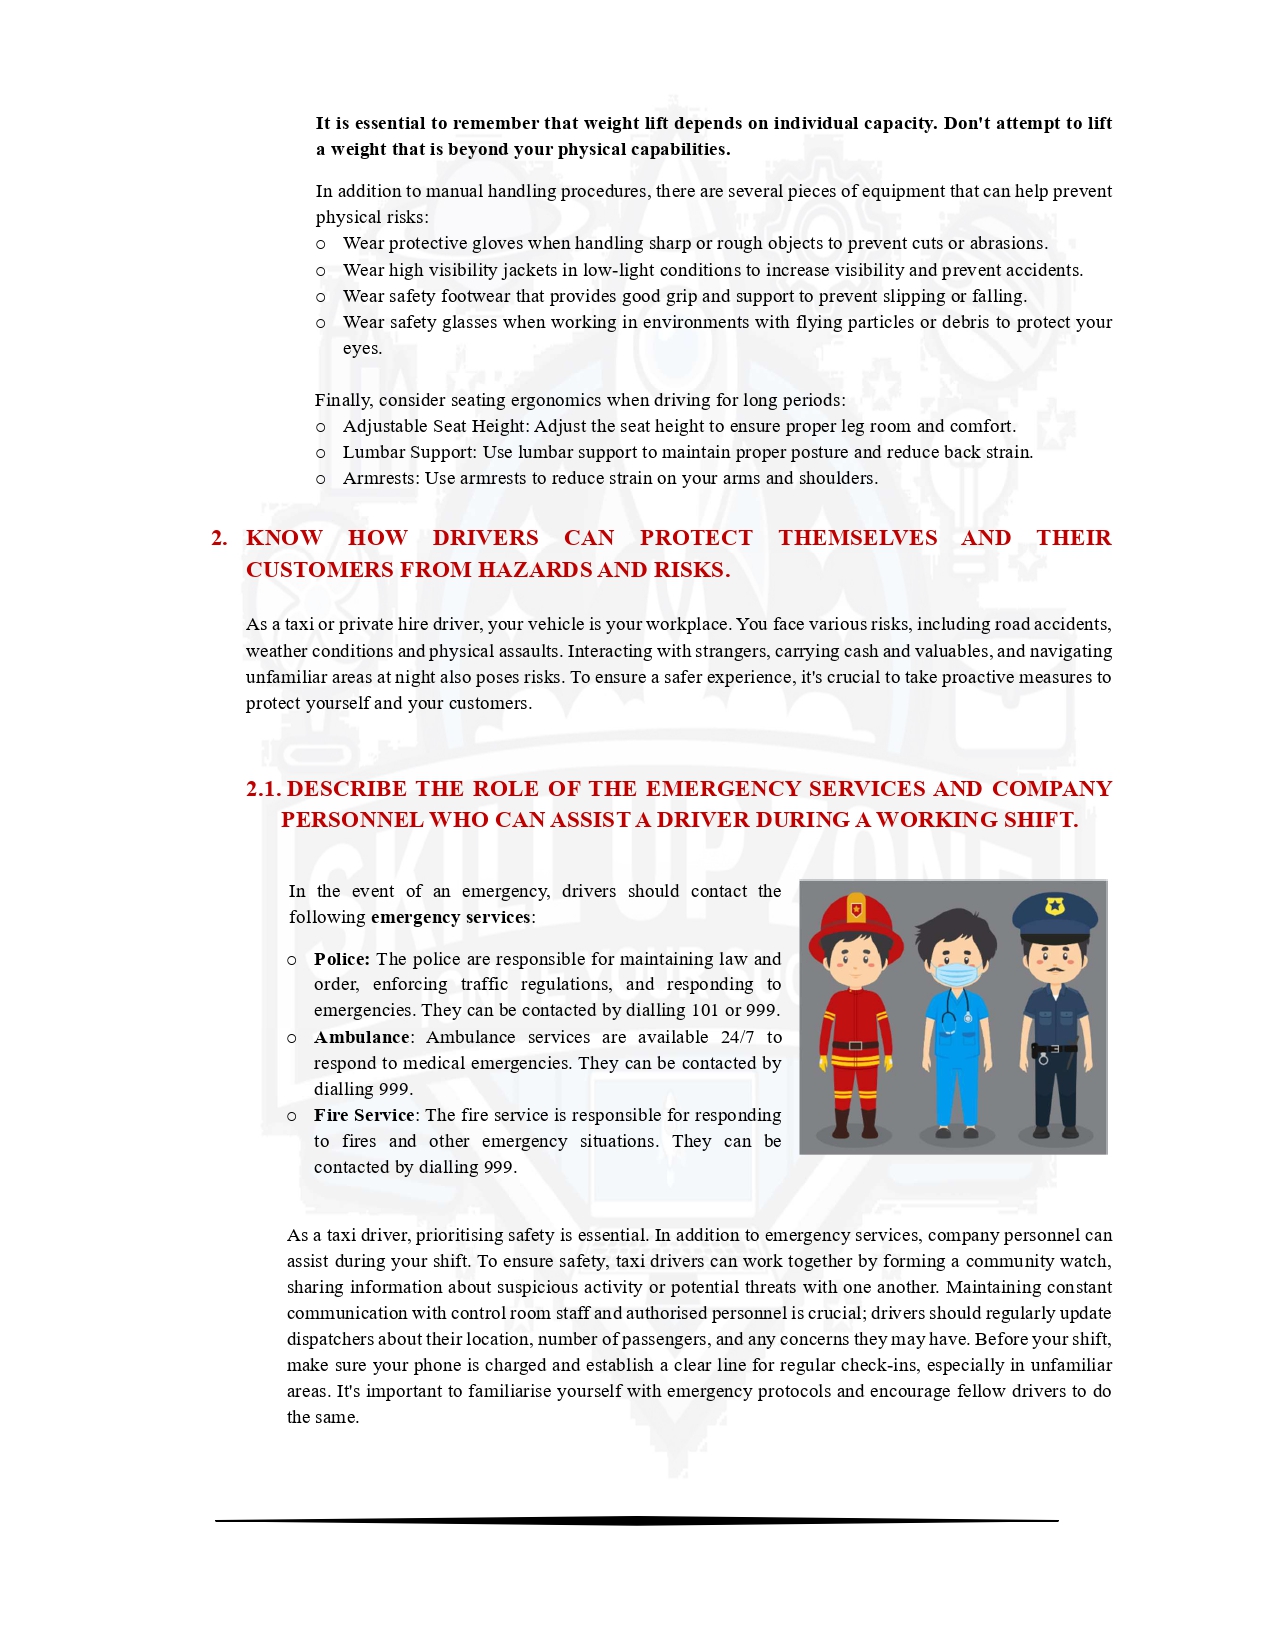 It is essential to remember that weight lift depends on individual capacity. Don't attempt to lift
a weight that is beyond your physical capabilities.
In addition to manual handling procedures, there are several pieces of equipment that can help prevent
physical risks:
o Wear protective gloves when handling sharp or rough objects to prevent cuts or abrasions.
o Wear high visibility jackets in low-light conditions to increase visibility and prevent accidents.
o Wear safety footwear that provides good grip and support to prevent slipping or falling.
o Wear safety glasses when working in environments with flying particles or debris to protect your
eyes.
Finally, consider seating ergonomics when driving for long periods:
o Adjustable Seat Height: Adjust the seat height to ensure proper leg room and comfort.
o Lumbar Support: Use lumbar support to maintain proper posture and reduce back strain.
o Armrests: Use armrests to reduce strain on your arms and shoulders.
2. KNOW HOW DRIVERS CAN PROTECT THEMSELVES AND THEIR
CUSTOMERS FROM HAZARDS AND RISKS.
As a taxi or private hire driver, your vehicle is your workplace. You face various risks, including road accidents,
weather conditions and physical assaults. Interacting with strangers, carrying cash and valuables, and navigating
unfamiliar areas at night also poses risks. To ensure a safer experience, it's crucial to take proactive measures to
protect yourself and your customers.
2.1. DESCRIBE THE ROLE OF THE EMERGENCY SERVICES AND COMPANY
PERSONNEL WHO CAN ASSIST A DRIVER DURING A WORKING SHIFT.
SKILL UP ZONE
In the event of an emergency, drivers should contact the
following emergency services:
o Police: The police are responsible for maintaining law and
order, enforcing traffic regulations, and responding to
emergencies. They can be contacted by dialling 101 or 999.
o Ambulance: Ambulance services are available 24/7 to
respond to medical emergencies. They can be contacted by
dialling 999.
o Fire Service: The fire service is responsible for responding
to fires and other emergency situations. They can be
contacted by dialling 999.
As a taxi driver, prioritising safety is essential. In addition to emergency services, company personnel can
assist during your shift. To ensure safety, taxi drivers can work together by forming a community watch,
sharing information about suspicious activity or potential threats with one another. Maintaining constant
communication with control room staff and authorised personnel is crucial; drivers should regularly update
dispatchers about their location, number of passengers, and any concerns they may have. Before your shift,
make sure your phone is charged and establish a clear line for regular check-ins, especially in unfamiliar
areas. It's important to familiarise yourself with emergency protocols and encourage fellow drivers to do
the same.